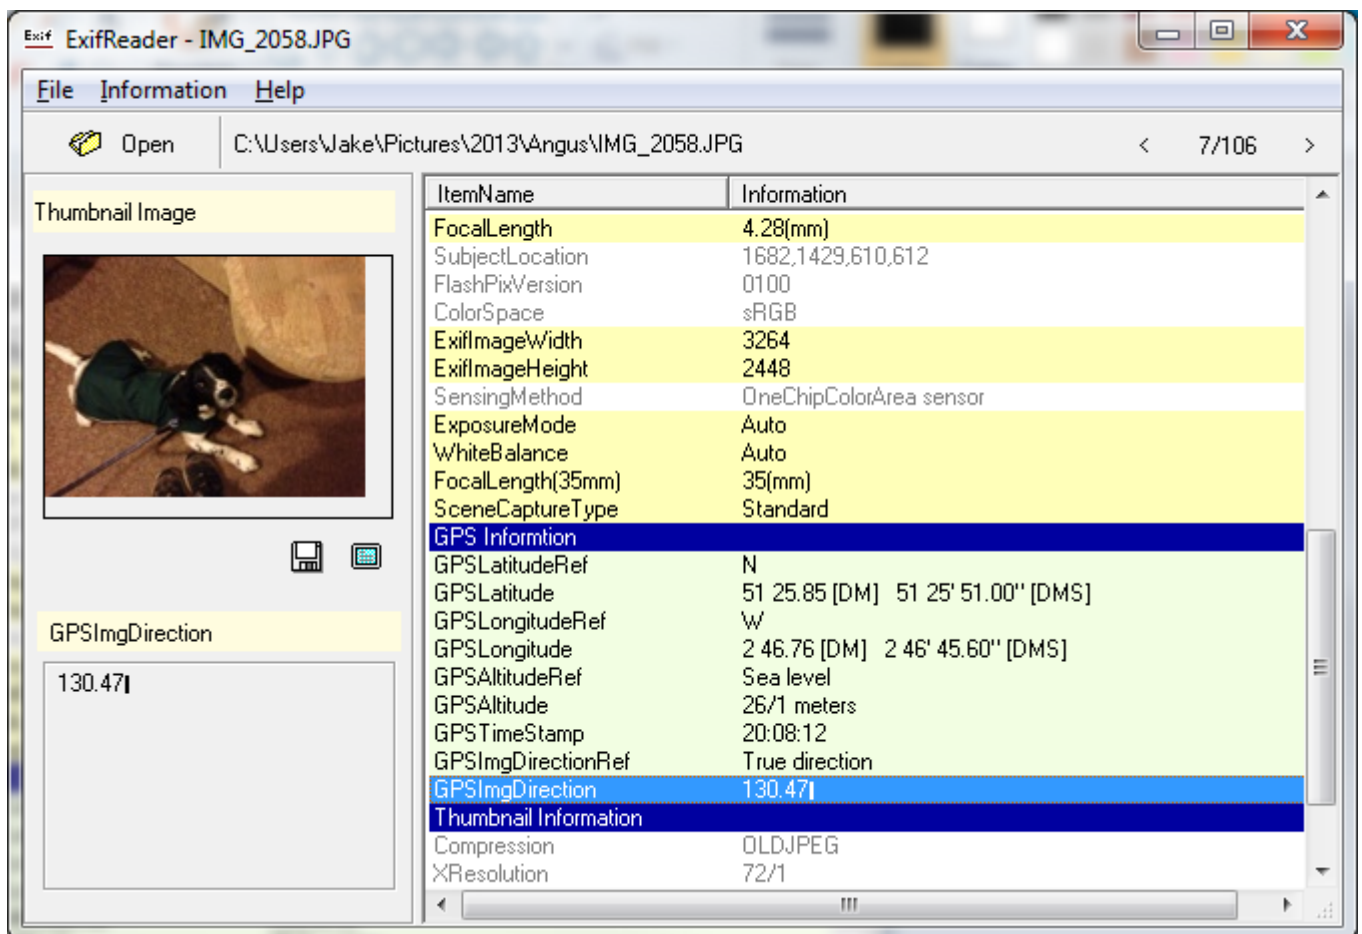 Exif ExifReader - IMG_2058.JPG
File Information Help
Open C:\Users\Jake\Pictures\2013\Angus\IMG_2058.JPG < 7/106 >
Thumbnail Image
GPSImgDirection
130.47
ItemName Information
FocalLength 4.28(mm)
SubjectLocation 1682,1429,610,612
FlashPixVersion 0100
ColorSpace sRGB
ExifImageWidth 3264
ExifImageHeight 2448
SensingMethod OneChipColorArea sensor
ExposureMode Auto
WhiteBalance Auto
FocalLength(35mm) 35(mm)
SceneCaptureType Standard
GPS Informtion
GPSLatitudeRef N
GPSLatitude 51 25.85 [DM] 51 25' 51.00" [DMS]
GPSLongitudeRef W
GPSLongitude 2 46.76 [DM] 2 46' 45.60" [DMS]
GPSAltitudeRef Sea level
GPSAltitude 26/1 meters
GPSTimeStamp 20:08:12
GPSImgDirectionRef True direction
GPSImgDirection 130.47
Thumbnail Information
Compression OLDJPEG
XResolution 72/1